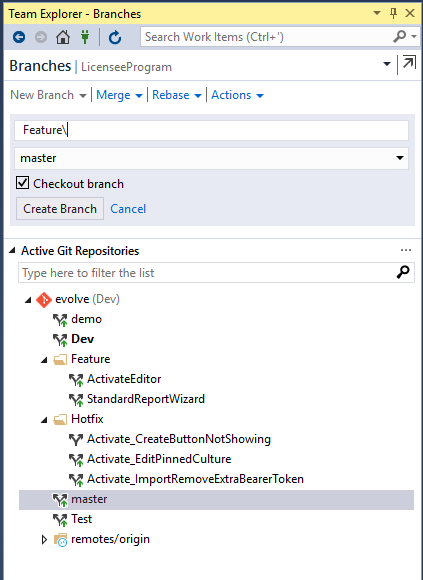 Team Explorer - Branches
Search Work Items (Ctrl+')
Branches | LicenseeProgram
New Branch | Merge | Rebase | Actions
Feature\
master
Checkout branch
Create Branch Cancel
Active Git Repositories
Type here to filter the list
evolve (Dev)
demo
Dev
Feature
ActivateEditor
StandardReportWizard
Hotfix
Activate_CreateButtonNotShowing
Activate_EditPinnedCulture
Activate_ImportRemoveExtraBearerToken
master
Test
remotes/origin